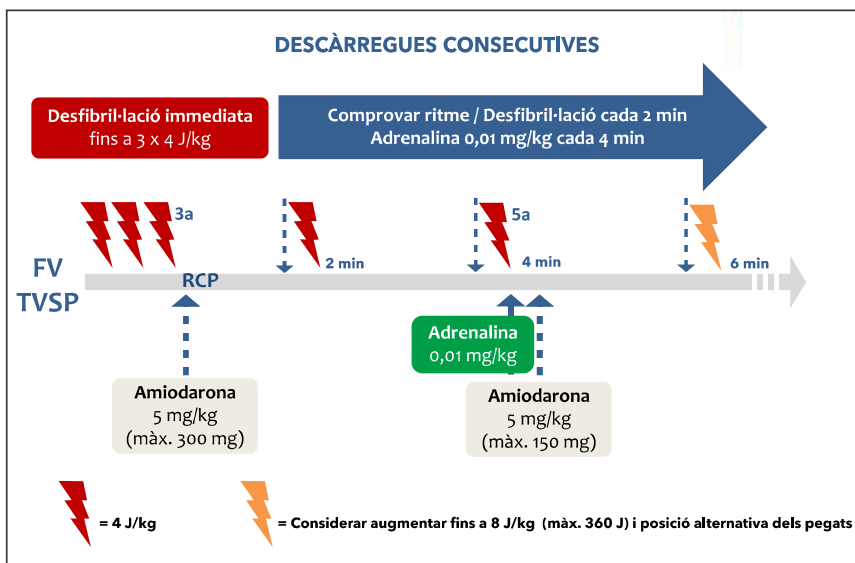 DESCÀRREGUES CONSECUTIVES
Desfibril·lació immediata
fins a 3 x 4 J/kg
Comprovar ritme / Desfibril·lació cada 2 min
Adrenalina 0,01 mg/kg cada 4 min
3a
5a
2 min
4 min
6 min
FV
TVSP
RCP
Adrenalina
0,01 mg/kg
Amiodarona
5 mg/kg
(màx. 300 mg)
Amiodarona
5 mg/kg
(màx. 150 mg)
= 4 J/kg
= Considerar augmentar fins a 8 J/kg (màx. 360 J) i posició alternativa dels pegats